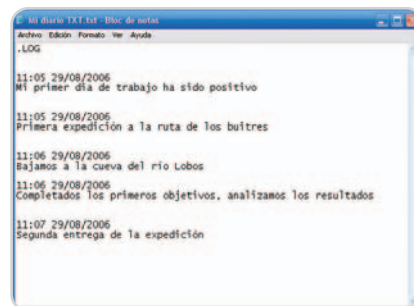 Mi diario TXT.txt - Bloc de notas
Archivo Edición Formato Ver Ayuda
.LOG
11:05 29/08/2006
Mi primer día de trabajo ha sido positivo
11:05 29/08/2006
Primera expedición a la ruta de los buitres
11:06 29/08/2006
Bajamos a la cueva del río Lobos
11:06 29/08/2006
Completados los primeros objetivos, analizamos los resultados
11:07 29/08/2006
Segunda entrega de la expedición